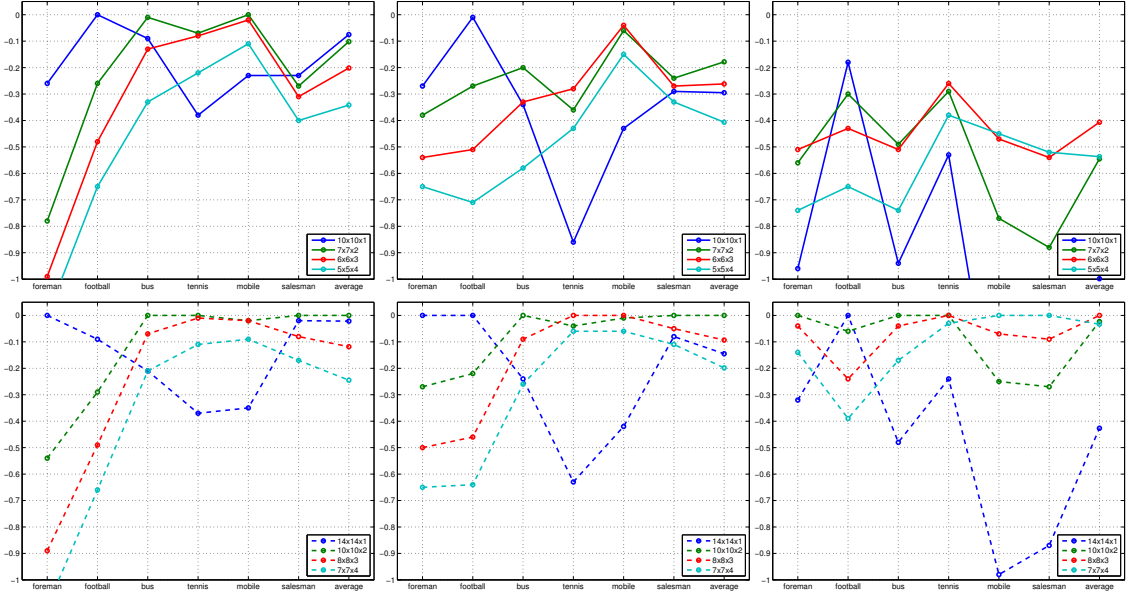 0
−0.1
−0.2
−0.3
−0.4
−0.5
−0.6
−0.7
−0.8
−0.9
−1
foreman football bus tennis mobile salesman average
10x10x1
7x7x2
6x6x3
5x5x4
0
−0.1
−0.2
−0.3
−0.4
−0.5
−0.6
−0.7
−0.8
−0.9
−1
foreman football bus tennis mobile salesman average
10x10x1
7x7x2
6x6x3
5x5x4
0
−0.1
−0.2
−0.3
−0.4
−0.5
−0.6
−0.7
−0.8
−0.9
−1
foreman football bus tennis mobile salesman average
10x10x1
7x7x2
6x6x3
5x5x4
0
−0.1
−0.2
−0.3
−0.4
−0.5
−0.6
−0.7
−0.8
−0.9
−1
foreman football bus tennis mobile salesman average
14x14x1
10x10x2
8x8x3
7x7x4
0
−0.1
−0.2
−0.3
−0.4
−0.5
−0.6
−0.7
−0.8
−0.9
−1
foreman football bus tennis mobile salesman average
14x14x1
10x10x2
8x8x3
7x7x4
0
−0.1
−0.2
−0.3
−0.4
−0.5
−0.6
−0.7
−0.8
−0.9
−1
foreman football bus tennis mobile salesman average
14x14x1
10x10x2
8x8x3
7x7x4